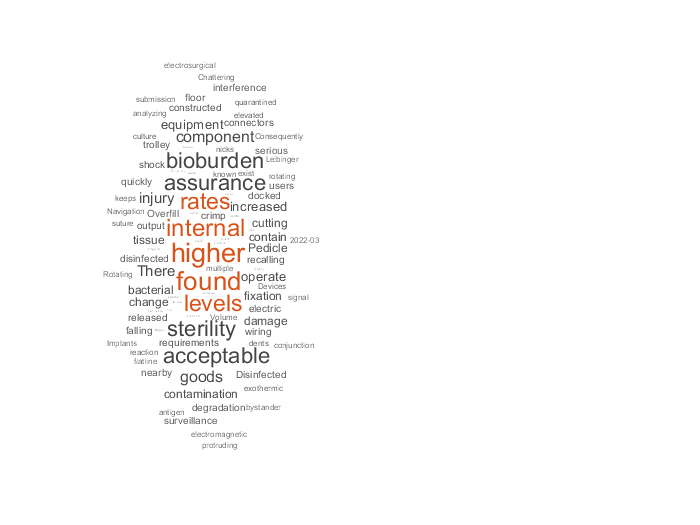 electrosurgical
Chattering
interference
submission floor quarantined
constructed
analyzing elevated
equipment connectors
culture component Consequently
trolley nicks serious
bioburden Leibinger
shock
known exist rotating
quickly assurance users
keeps injury rates docked
increased
Navigation Overfill crimp
suture output internal cutting
tissue contain 2022-03
higher Pedicle
disinfected recalling
Rotating There multiple operate
found Devices
bacterial fixation signal
change levels electric
released Volume damage
falling sterility wiring
Implants requirements dents conjunction
reaction acceptable
flatline
nearby goods Disinfected
exothermic
contamination
antigen degradation bystander
surveillance
electromagnetic
protruding